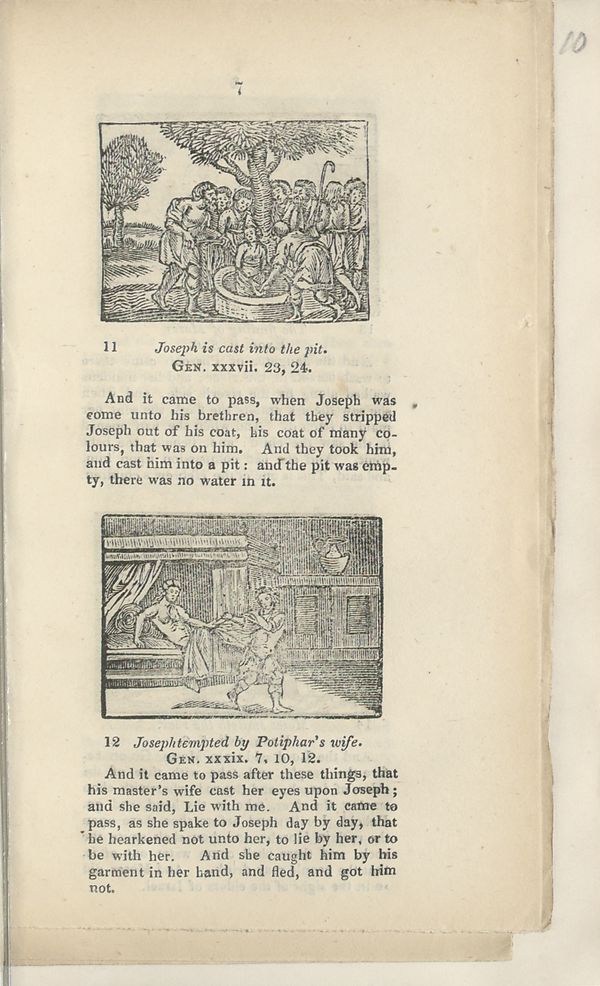 10
7
11 Joseph is cast into the pit.
GEN. xxxvii. 23, 24.
And it came to pass, when Joseph was
come unto his brethren, that they stripped
Joseph out of his coat, his coat of many co-
lours, that was on him. And they took him,
and cast him into a pit : and the pit was emp-
ty, there was no water in it.
12 Joseph tempted by Potiphar's wife.
GEN. xxxix. 7, 10, 12.
And it came to pass after these things, that
his master's wife cast her eyes upon Joseph ;
and she said, Lie with me. And it came to
pass, as she spake to Joseph day by day, that
he hearkened not unto her, to lie by her, or to
be with her. And she caught him by his
garment in her hand, and fled, and got him
not.